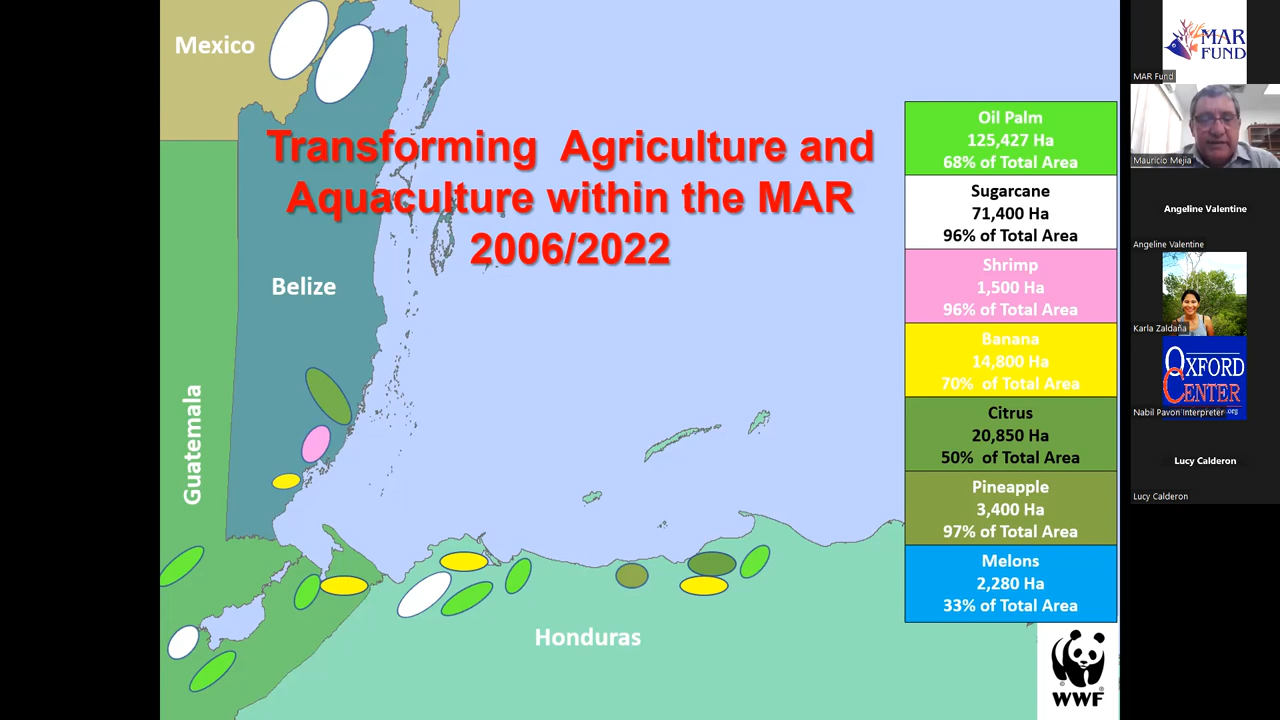 Mexico
Transforming Agriculture and
Aquaculture within the MAR
2006/2022
Belize
Guatemala
Honduras
Oil Palm
125,427 Ha
68% of Total Area
Sugarcane
71,400 Ha
96% of Total Area
Shrimp
1,500 Ha
96% of Total Area
Banana
14,800 Ha
70% of Total Area
Citrus
20,850 Ha
50% of Total Area
Pineapple
3,400 Ha
97% of Total Area
Melons
2,280 Ha
33% of Total Area
WWF
MAR
FUND
MAR Fund
Mauricio Mejia
Angeline Valentine
Angeline Valentine
Karla Zaldaña
OXFORD
CENTER
.org
Nabil Pavon Interpreter
Lucy Calderon
Lucy Calderon